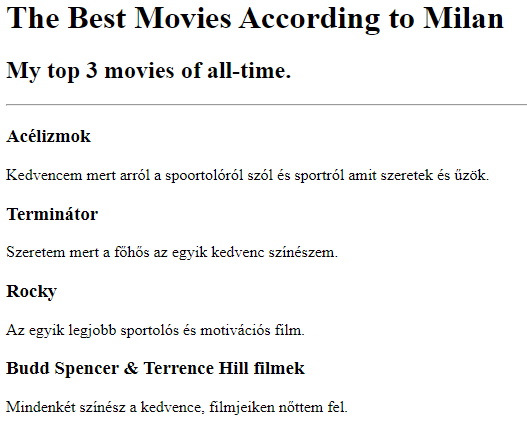 The Best Movies According to Milan
My top 3 movies of all-time.
Acélizmok
Kedvencem mert arról a spoortolóról szól és sportról amit szeretek és űzök.
Terminátor
Szeretem mert a főhős az egyik kedvenc színészem.
Rocky
Az egyik legjobb sportolós és motivációs film.
Budd Spencer & Terrence Hill filmek
Mindenkét színész a kedvence, filmjeiken nőttem fel.